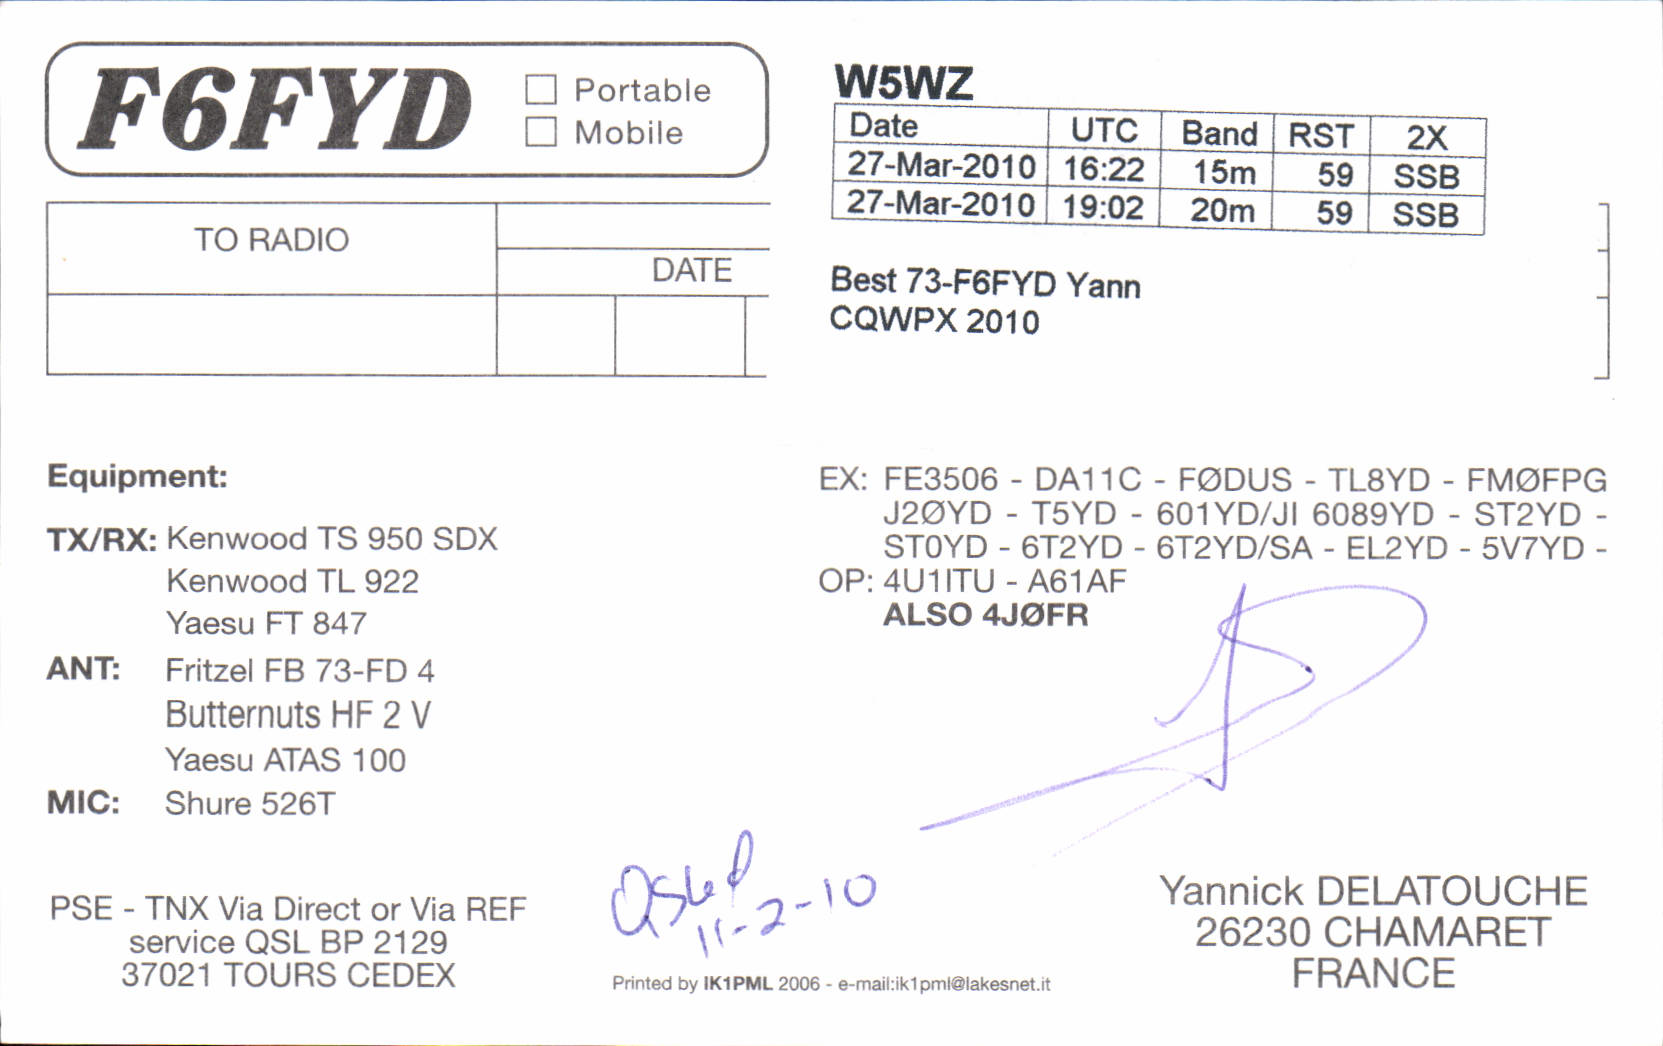 F6FYD
Portable
Mobile
TO RADIO
DATE
W5WZ
Date UTC Band RST 2X
27-Mar-2010 16:22 15m 59 SSB
27-Mar-2010 19:02 20m 59 SSB
Best 73-F6FYD Yann
CQWPX 2010
Equipment:
TX/RX: Kenwood TS 950 SDX
Kenwood TL 922
Yaesu FT 847
ANT: Fritzel FB 73-FD 4
Butternuts HF 2 V
Yaesu ATAS 100
MIC: Shure 526T
EX: FE3506 - DA11C - FØDUS - TL8YD - FMØFPG
J2ØYD - T5YD - 601YD/JI 6089YD - ST2YD -
STOYD - 6T2YD - 6T2YD/SA - EL2YD - 5V7YD -
OP: 4U1ITU - A61AF
ALSO 4JØFR
PSE - TNX Via Direct or Via REF
service QSL BP 2129
37021 TOURS CEDEX
QSLd
11-2-10
Printed by IK1PML 2006 - e-mail:ik1pml@lakesnet.it
Yannick DELATOUCHE
26230 CHAMARET
FRANCE